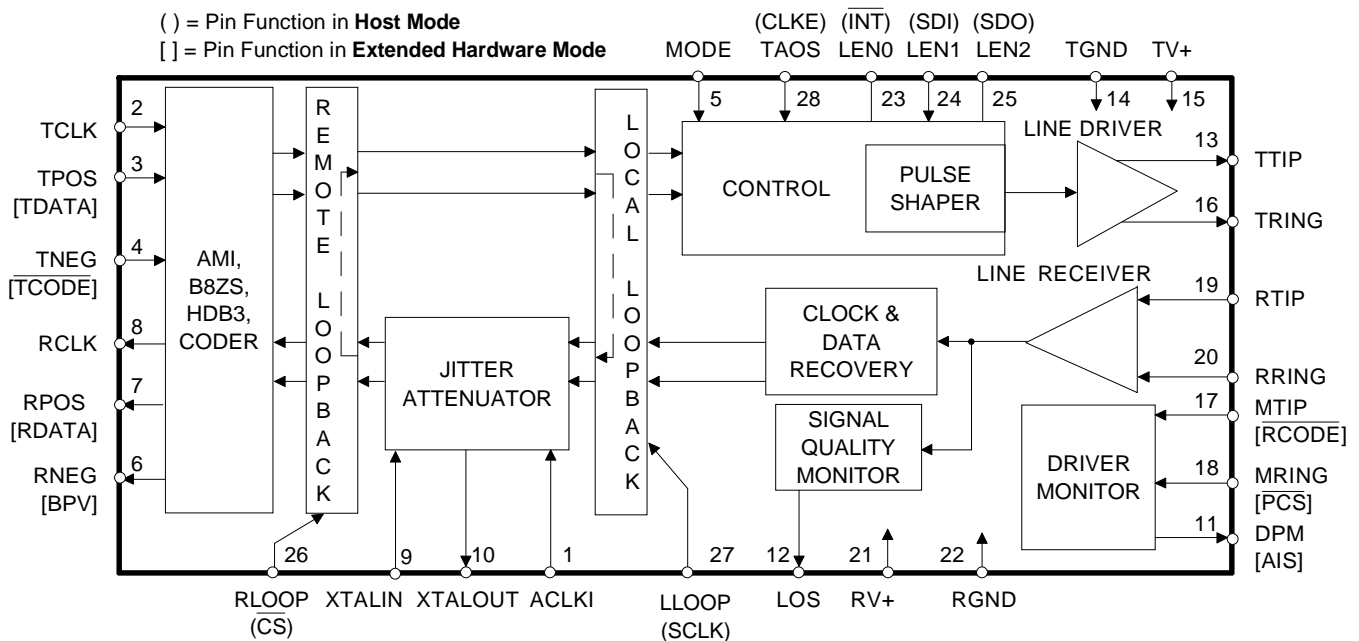 ( ) = Pin Function in Host Mode
[ ] = Pin Function in Extended Hardware Mode
(CLKE) (INT) (SDI) (SDO)
MODE TAOS LEN0 LEN1 LEN2 TGND TV+
5 28 23 24 25 14 15
2
TCLK
3
TPOS
[TDATA]
4
TNEG
[TCODE]
8
RCLK
7
RPOS
[RDATA]
6
RNEG
[BPV]
AMI,
B8ZS,
HDB3,
CODER
REMOTE LOOPBACK
JITTER
ATTENUATOR
LOCAL LOOPBACK
CONTROL
PULSE
SHAPER
LINE DRIVER
13
TTIP
16
TRING
LINE RECEIVER
19
RTIP
20
RRING
CLOCK &
DATA
RECOVERY
SIGNAL
QUALITY
MONITOR
DRIVER
MONITOR
17
MTIP
[RCODE]
18
MRING
[PCS]
11
DPM
[AIS]
26 9 10 1 27 12 21 22
RLOOP XTALIN XTALOUT ACLKI LLOOP LOS RV+ RGND
(CS) (SCLK)